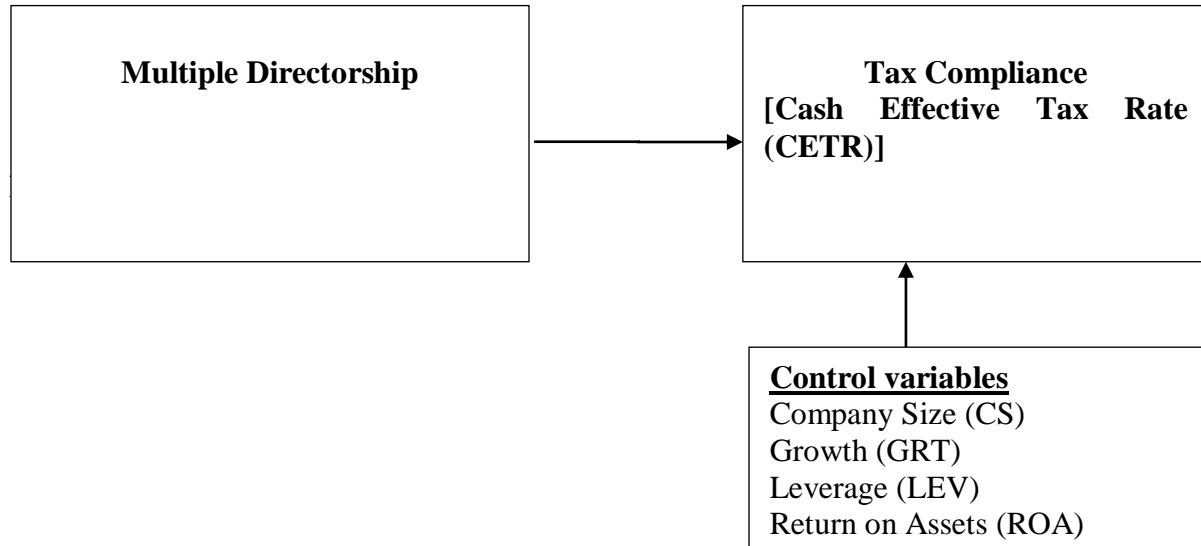 Multiple Directorship
Tax Compliance
[Cash Effective Tax Rate
(CETR)]
Control variables
Company Size (CS)
Growth (GRT)
Leverage (LEV)
Return on Assets (ROA)